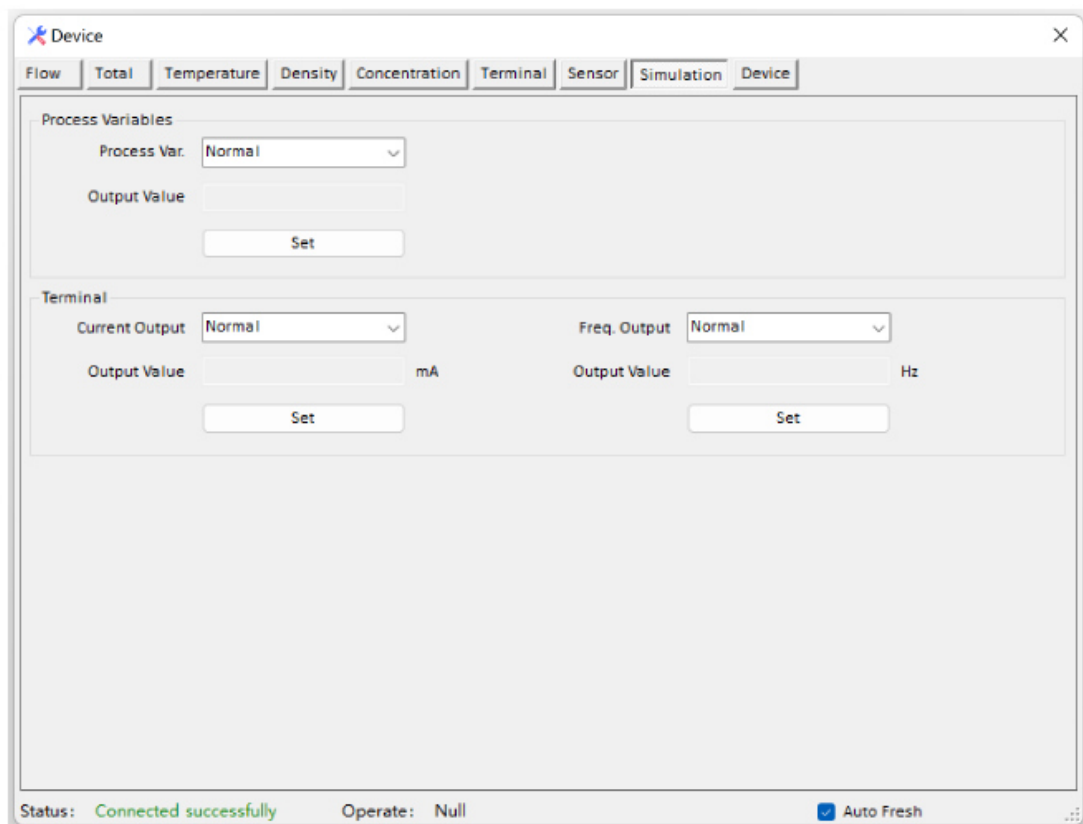 Device
Flow Total Temperature Density Concentration Terminal Sensor Simulation Device
Process Variables
Process Var. Normal
Output Value
Set
Terminal
Current Output Normal Freq. Output Normal
Output Value mA Output Value Hz
Set Set
Status: Connected successfully Operate: Null Auto Fresh